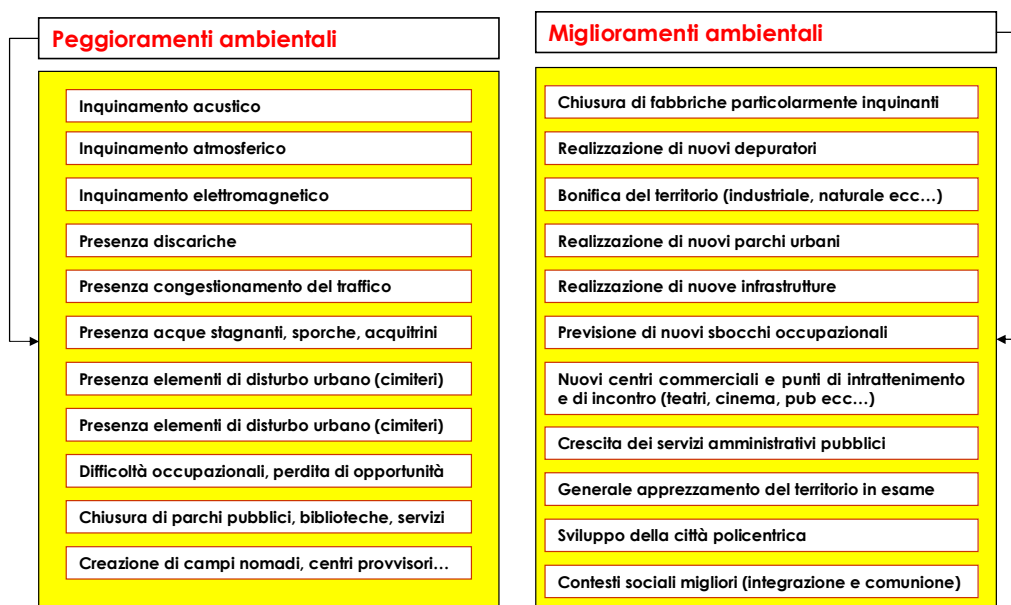 Peggioramenti ambientali
Inquinamento acustico
Inquinamento atmosferico
Inquinamento elettromagnetico
Presenza discariche
Presenza congestionamento del traffico
Presenza acque stagnanti, sporche, acquitrini
Presenza elementi di disturbo urbano (cimiteri)
Presenza elementi di disturbo urbano (cimiteri)
Difficoltà occupazionali, perdita di opportunità
Chiusura di parchi pubblici, biblioteche, servizi
Creazione di campi nomadi, centri provvisori…
Miglioramenti ambientali
Chiusura di fabbriche particolarmente inquinanti
Realizzazione di nuovi depuratori
Bonifica del territorio (industriale, naturale ecc…)
Realizzazione di nuovi parchi urbani
Realizzazione di nuove infrastrutture
Previsione di nuovi sbocchi occupazionali
Nuovi centri commerciali e punti di intrattenimento
e di incontro (teatri, cinema, pub ecc…)
Crescita dei servizi amministrativi pubblici
Generale apprezzamento del territorio in esame
Sviluppo della città policentrica
Contesti sociali migliori (integrazione e comunione)